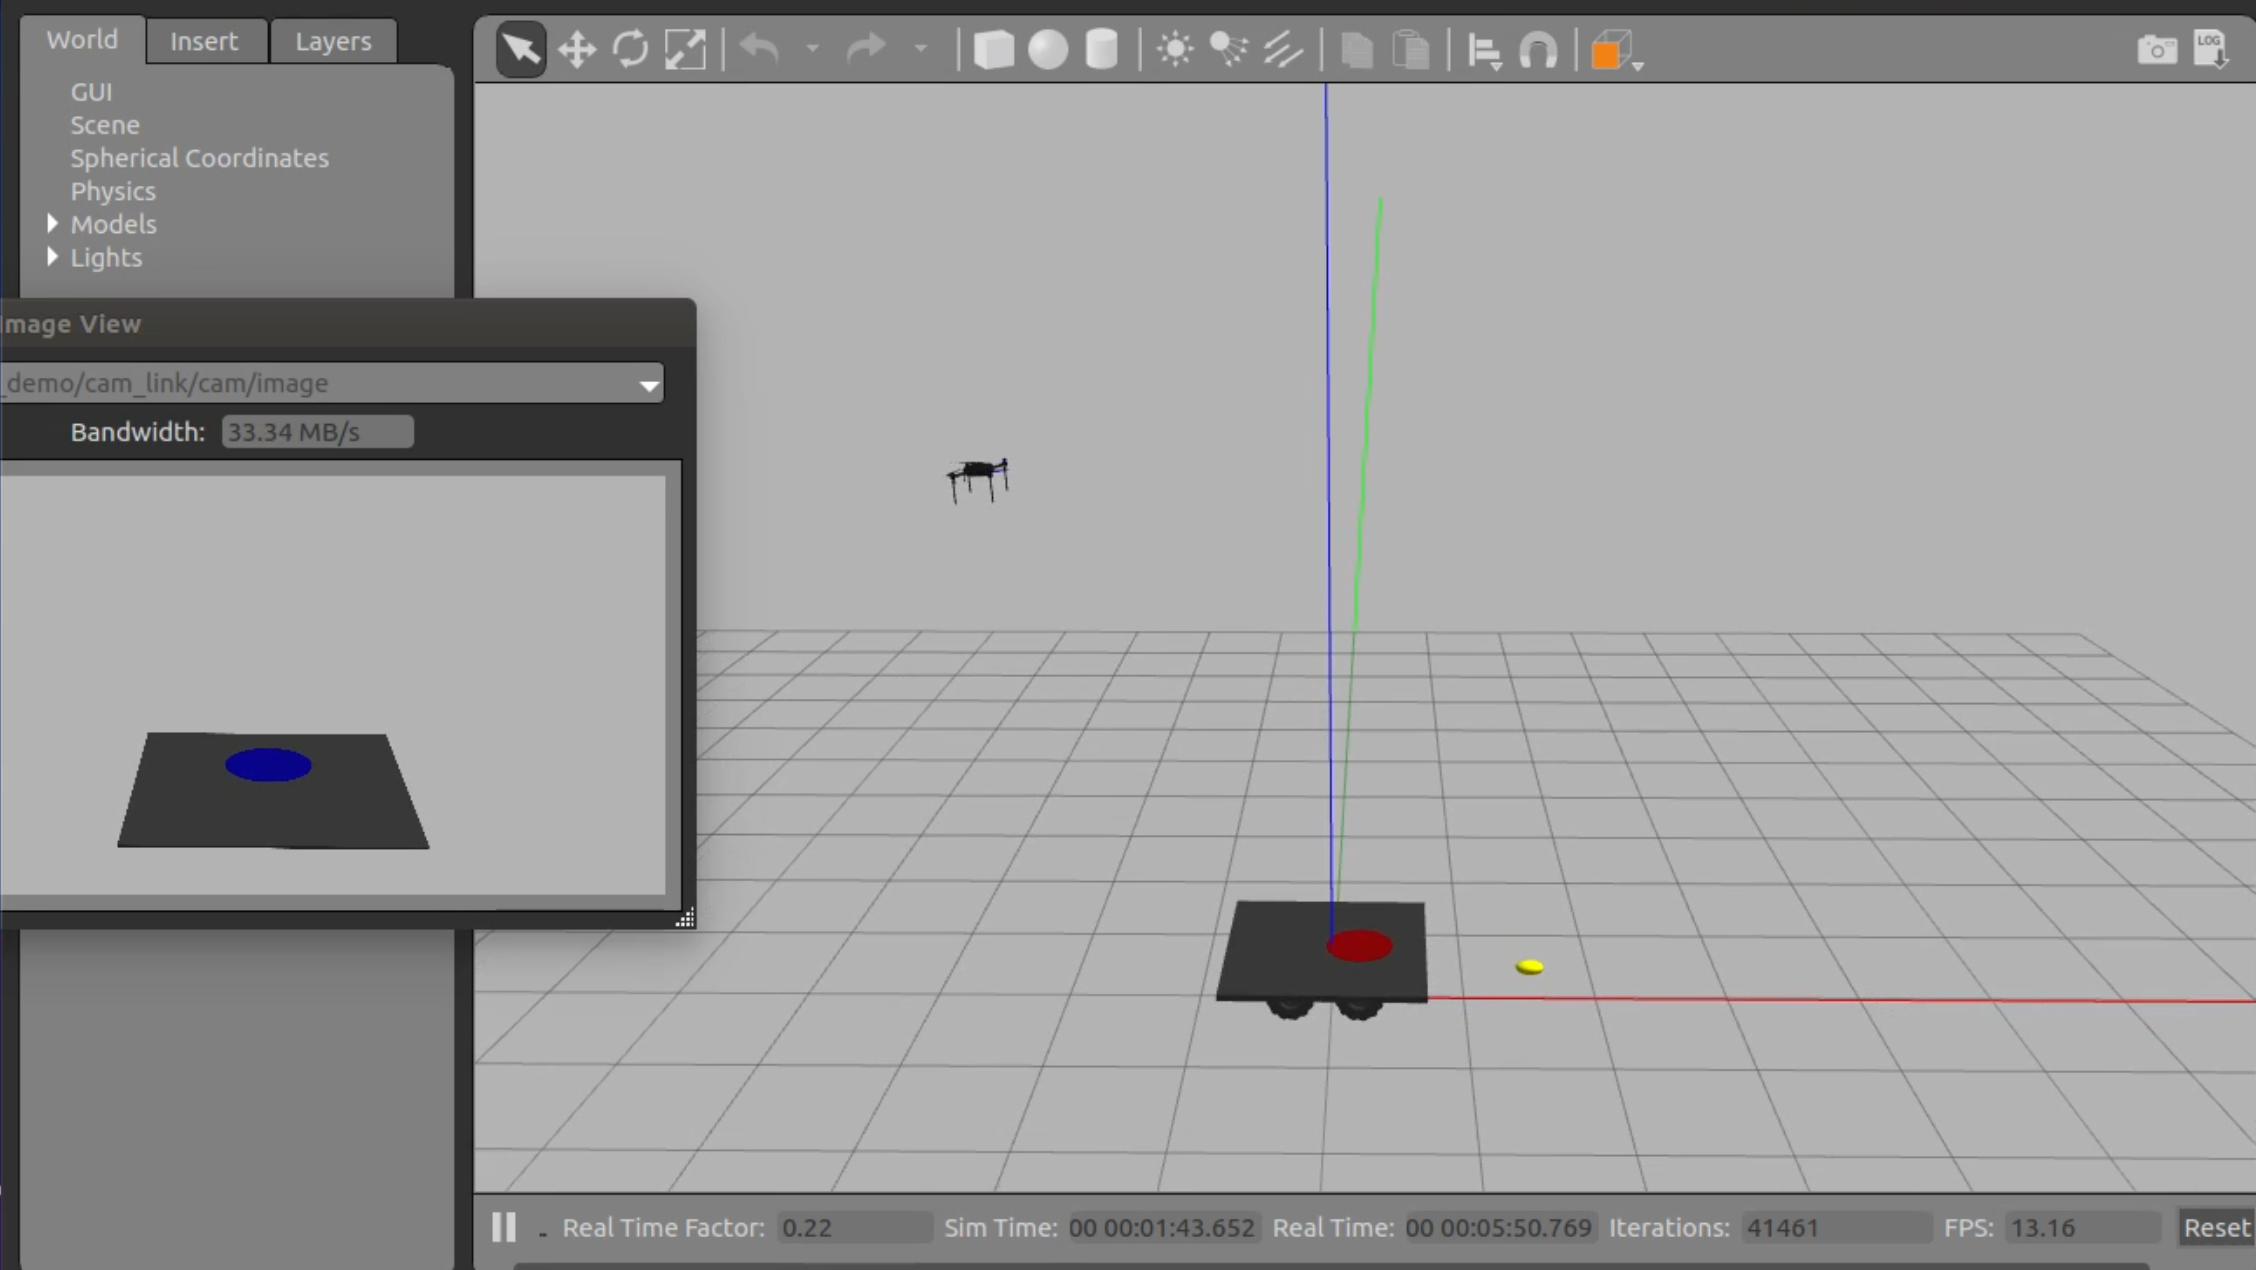 World Insert Layers
LOG
GUI
Scene
Spherical Coordinates
Physics
Models
Lights
mage View
_demo/cam_link/cam/image
Bandwidth: 33.34 MB/s
Real Time Factor: 0.22 Sim Time: 00 00:01:43.652 Real Time: 00 00:05:50.769 Iterations: 41461 FPS: 13.16 Reset